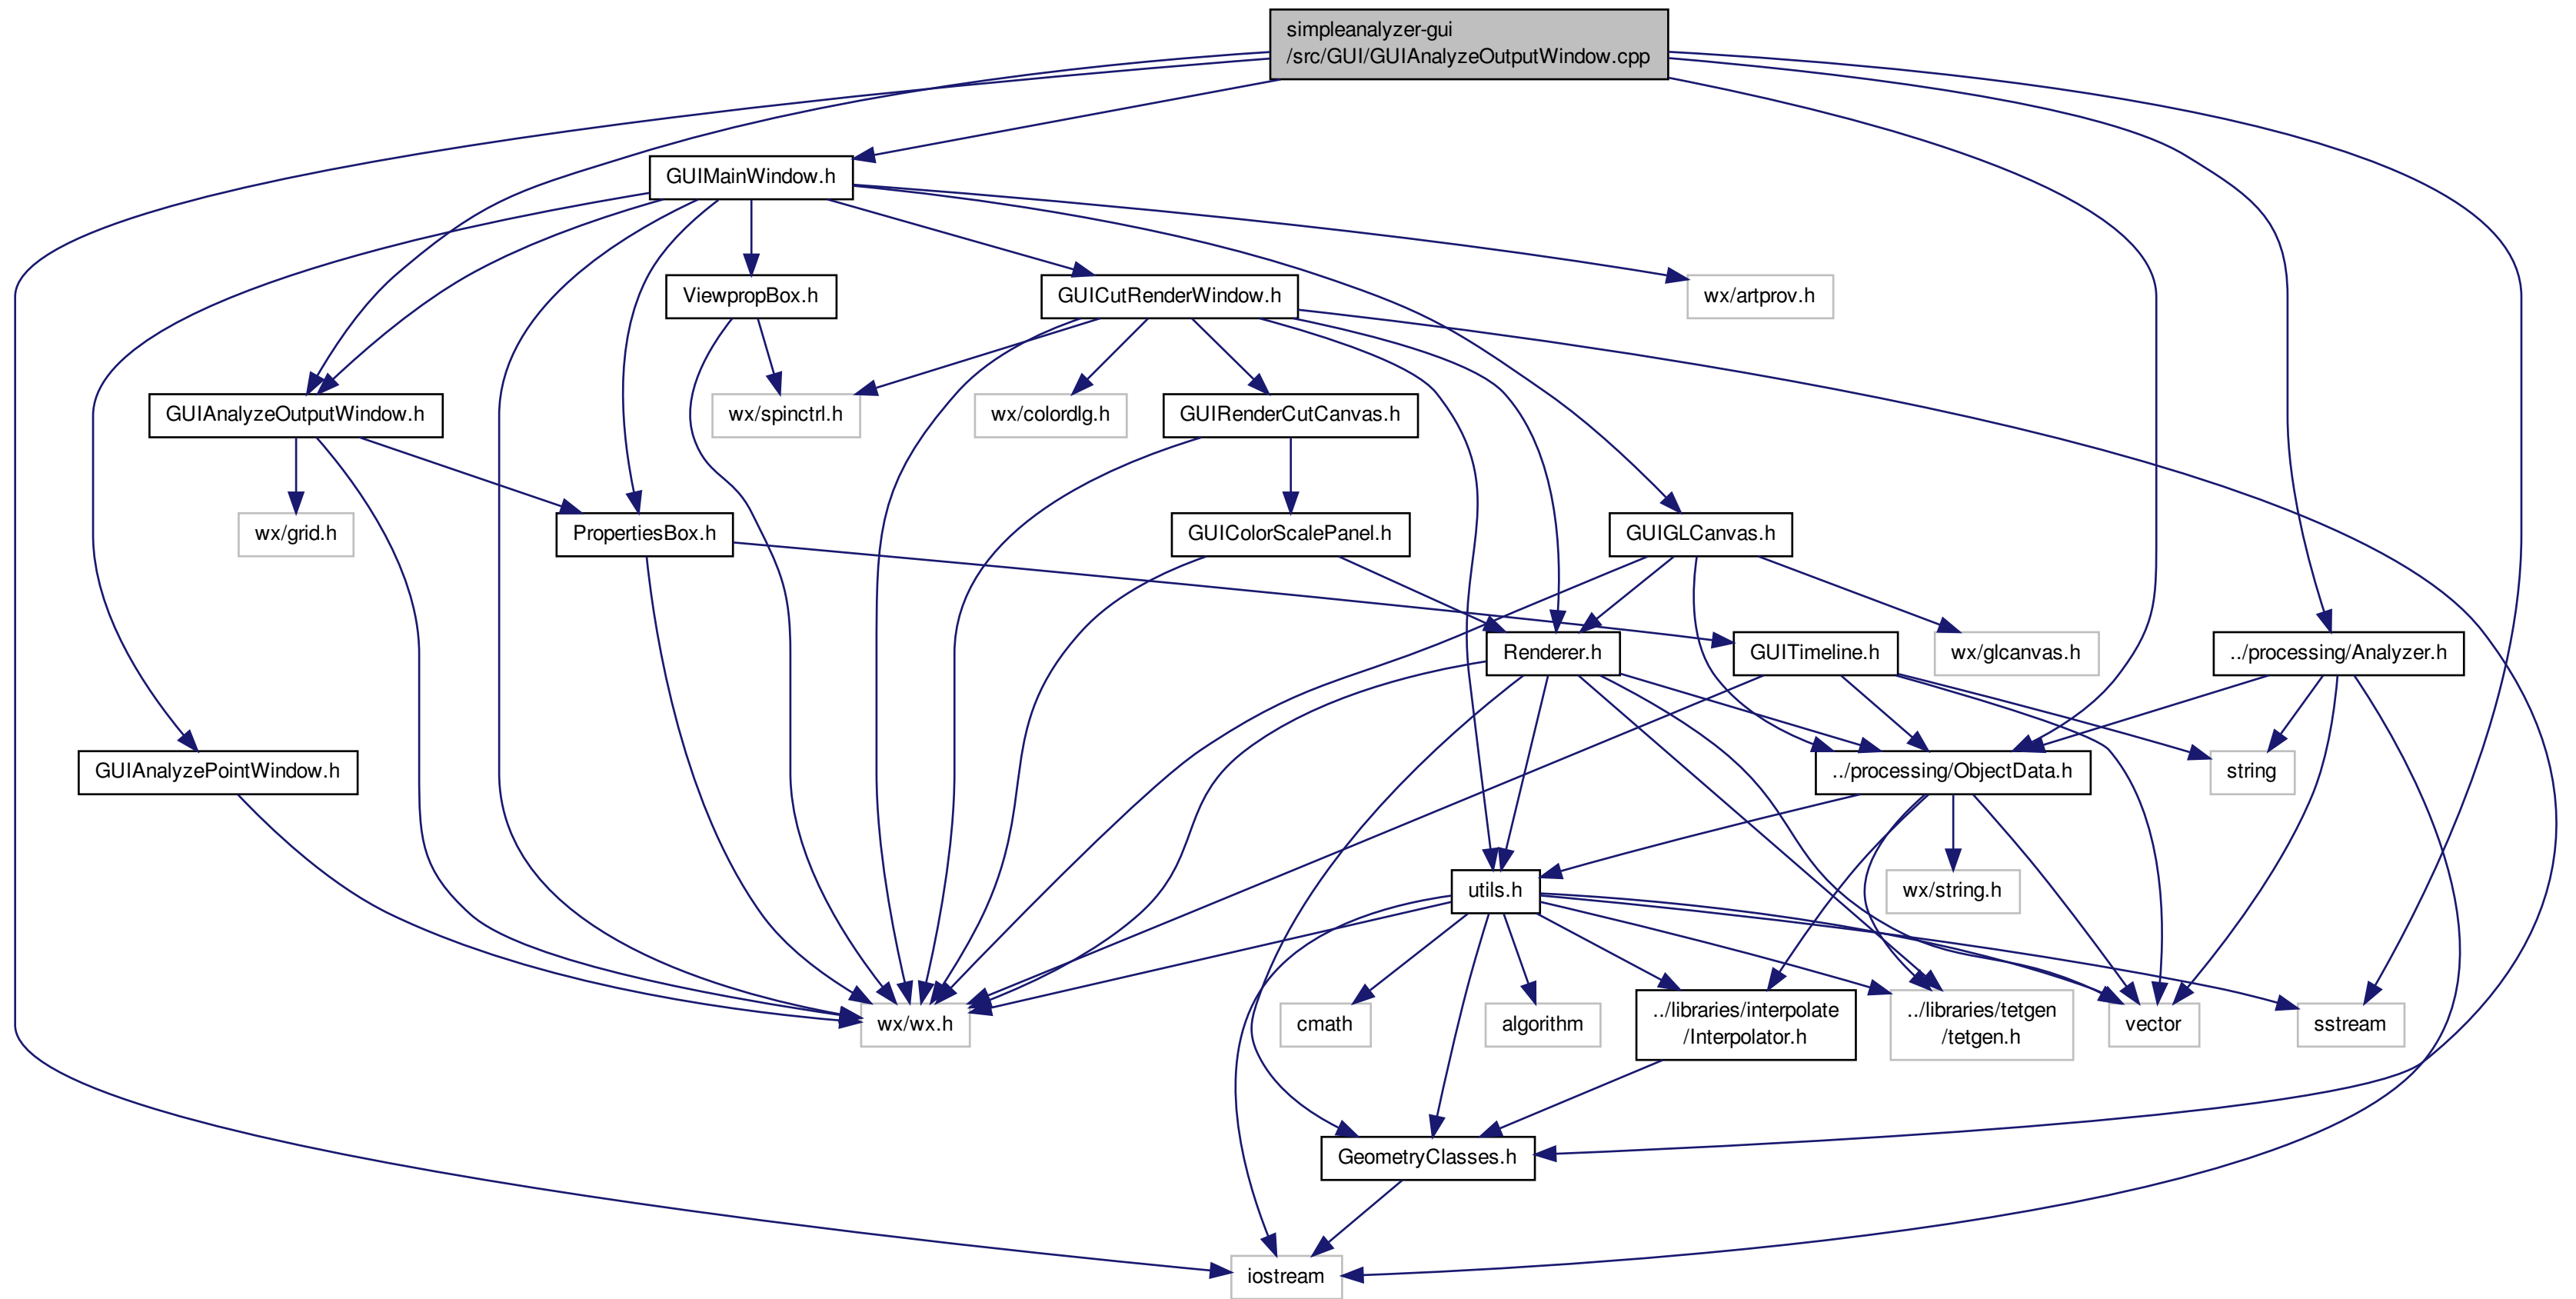 simpleanalyzer-gui
/src/GUI/GUIAnalyzeOutputWindow.cpp
GUIMainWindow.h
ViewpropBox.h
GUICutRenderWindow.h
wx/artprov.h
GUIAnalyzeOutputWindow.h
wx/spinctrl.h
wx/colordlg.h
GUIRenderCutCanvas.h
wx/grid.h
PropertiesBox.h
GUIColorScalePanel.h
GUIGLCanvas.h
Renderer.h
GUITimeline.h
wx/glcanvas.h
../processing/Analyzer.h
GUIAnalyzePointWindow.h
../processing/ObjectData.h
string
utils.h
wx/string.h
wx/wx.h
cmath
algorithm
../libraries/interpolate
/Interpolator.h
../libraries/tetgen
/tetgen.h
vector
sstream
GeometryClasses.h
iostream